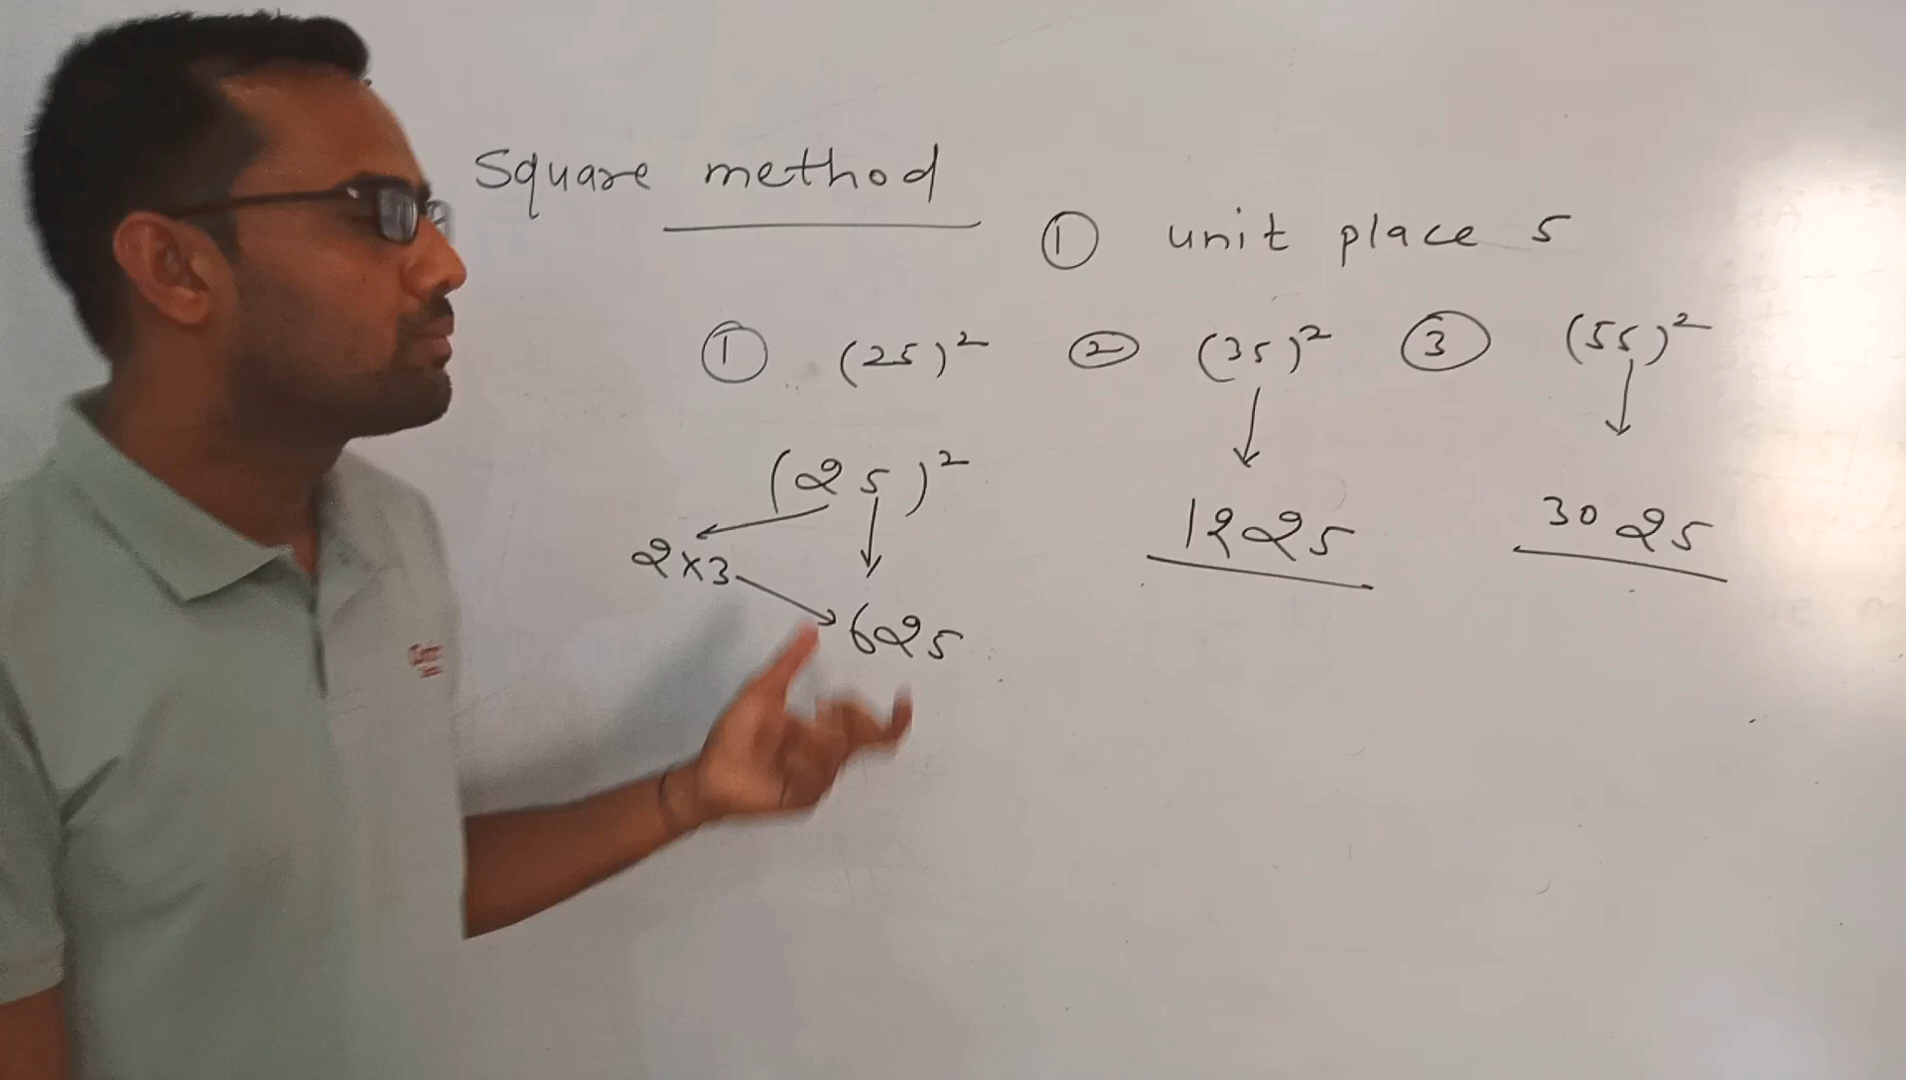 Square method
① unit place 5
① (25)² ② (35)² ③ (55)²
(25)²
2×3
1225
3025
625